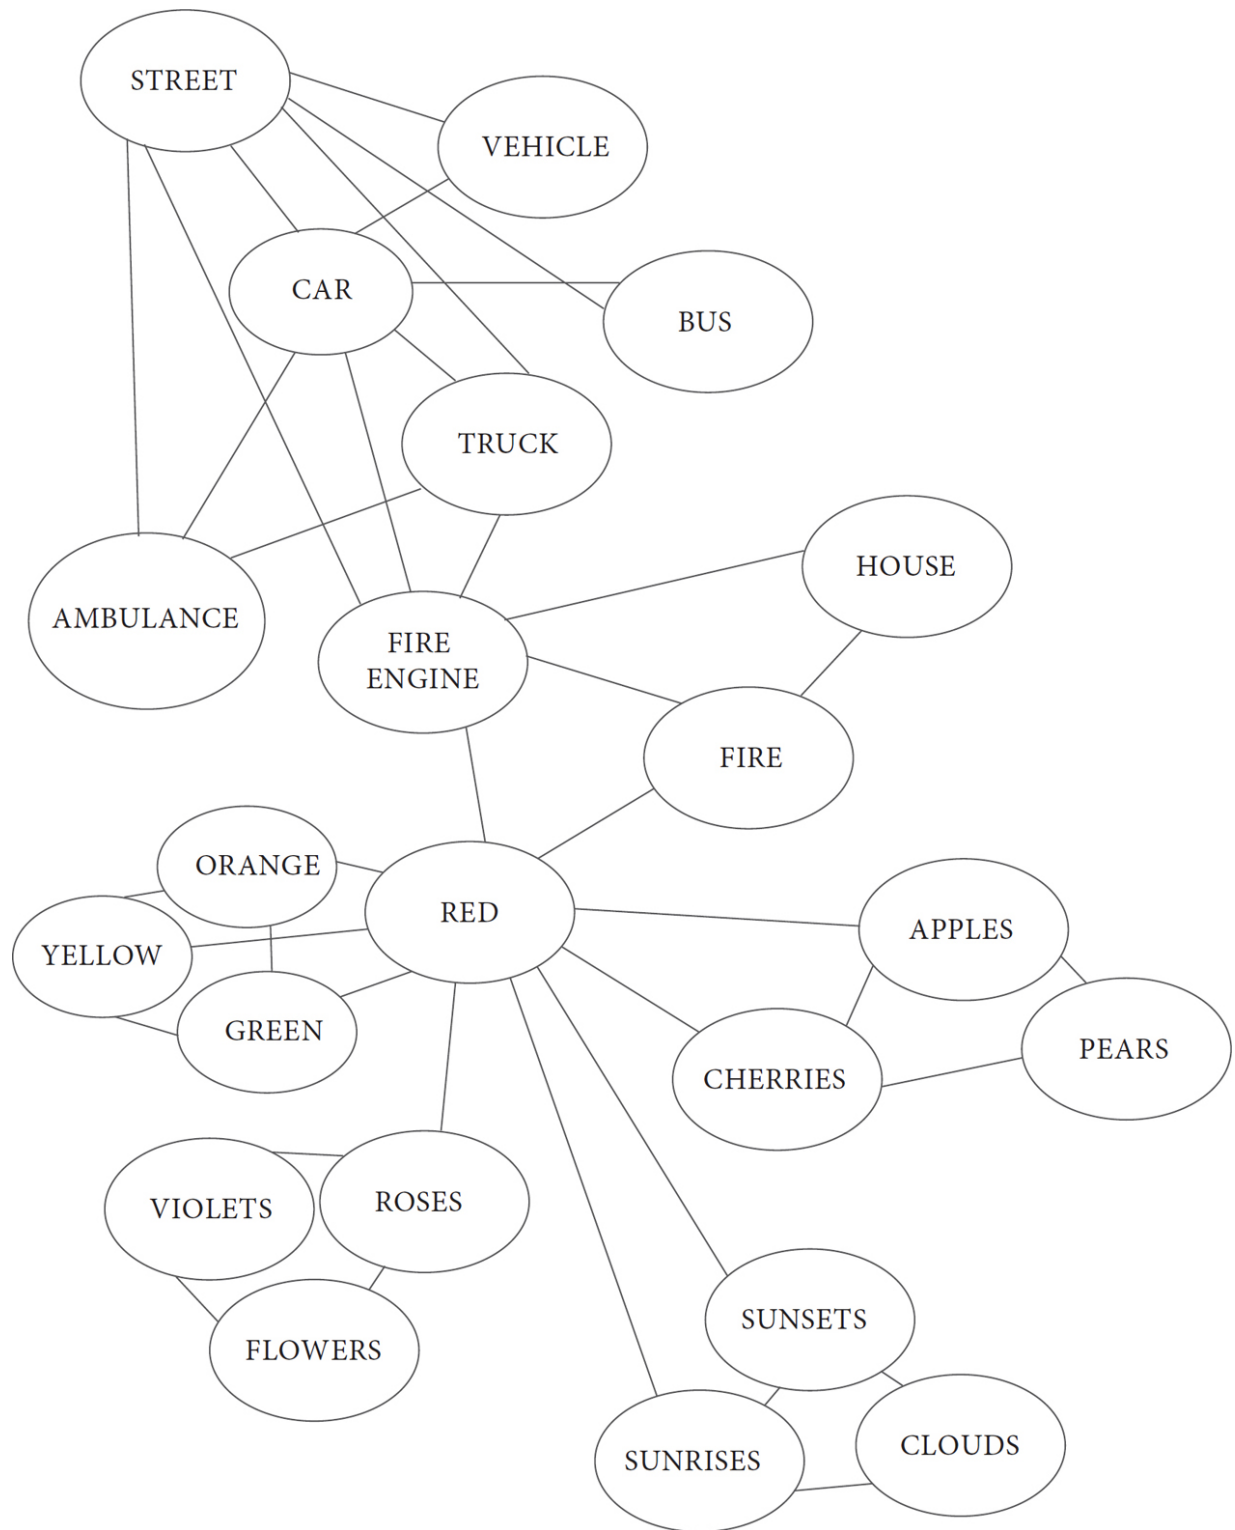 STREET
VEHICLE
CAR
BUS
TRUCK
HOUSE
AMBULANCE
FIRE
ENGINE
FIRE
ORANGE
RED
APPLES
YELLOW
GREEN
PEARS
CHERRIES
VIOLETS
ROSES
SUNSETS
FLOWERS
CLOUDS
SUNRISES